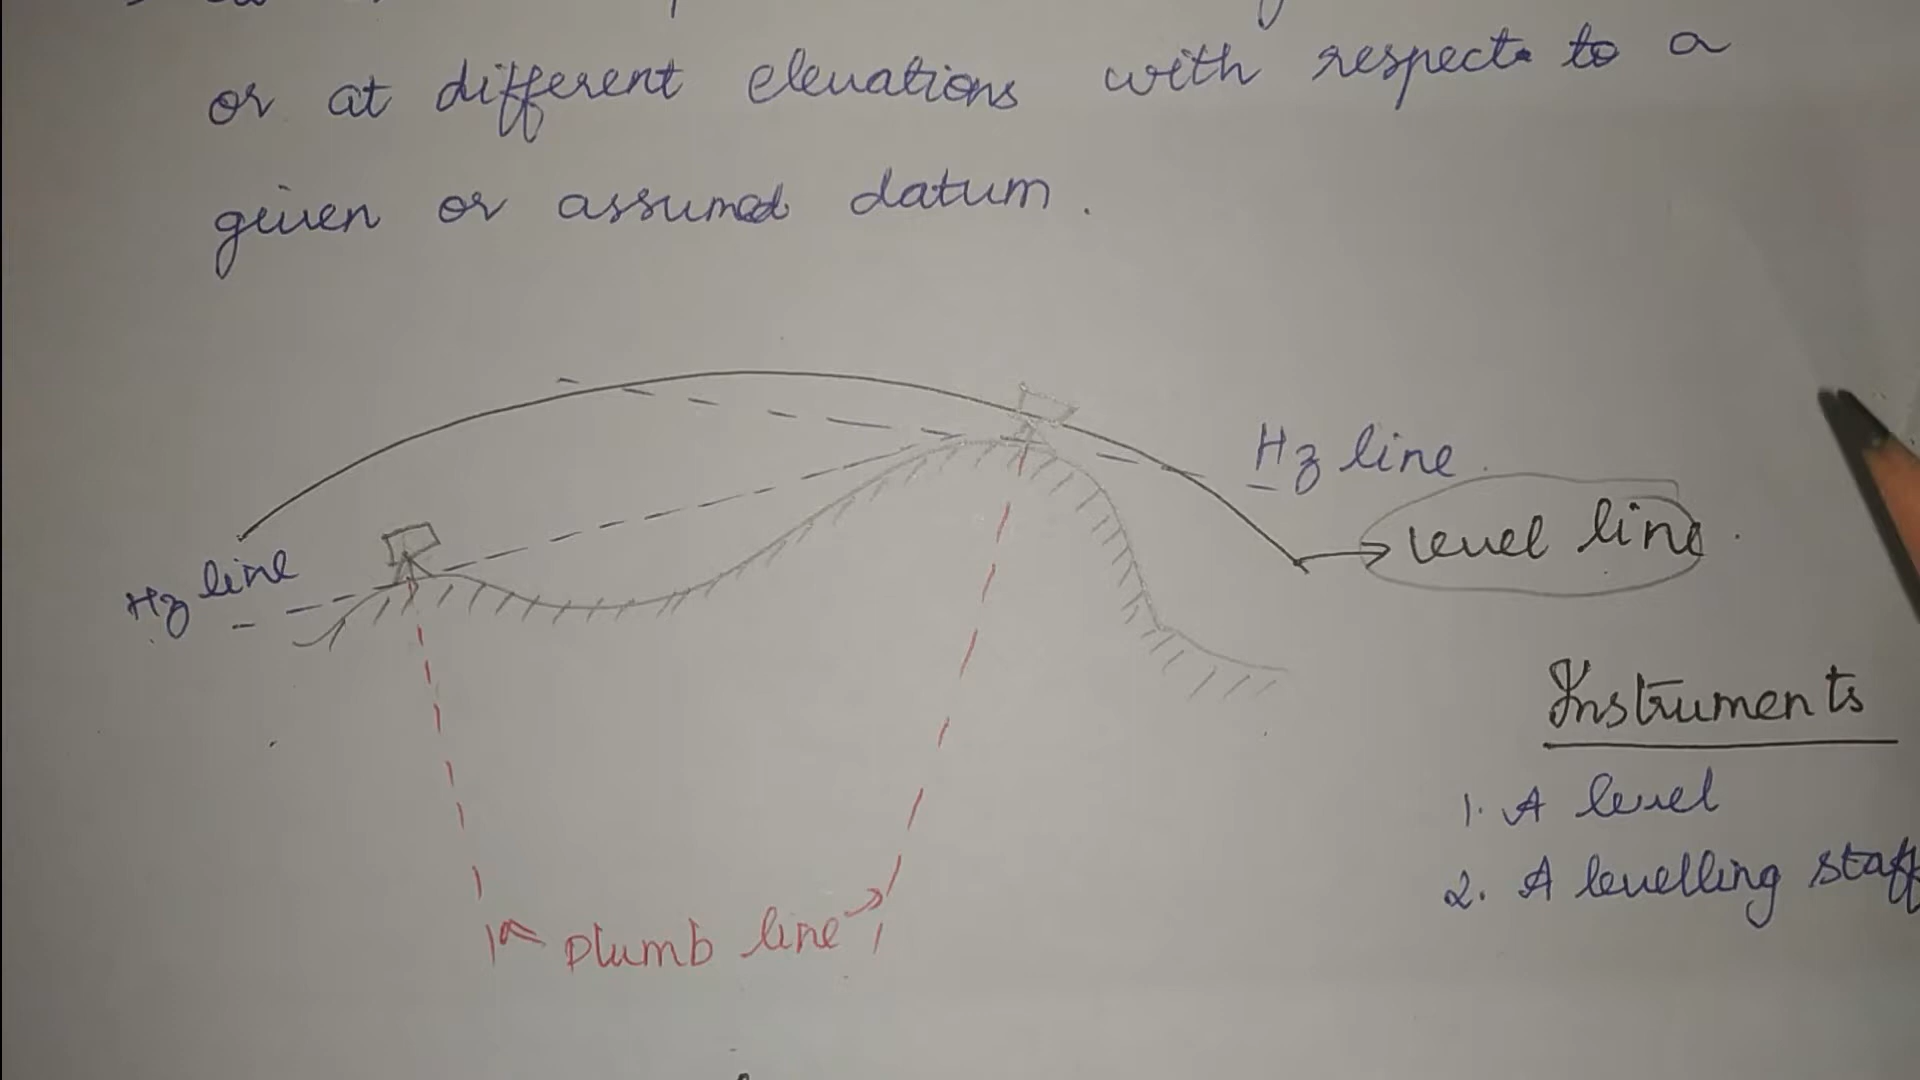 or at different elevations with respect to a
given or assumed datum.
Hz line
level line.
Hz line
Instruments
1. A level
2. A levelling staff
Plumb line